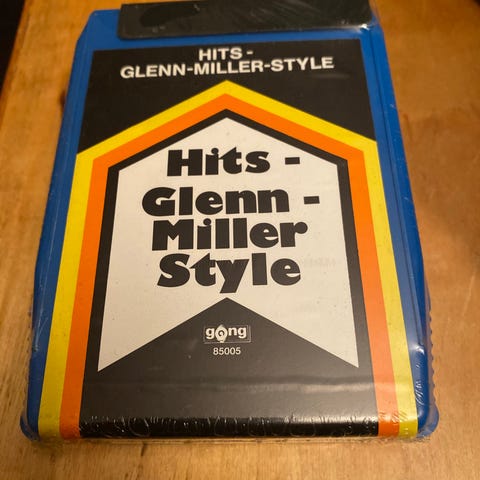 HITS -
GLENN-MILLER-STYLE
Hits -
Glenn -
Miller
Style
gong
85005